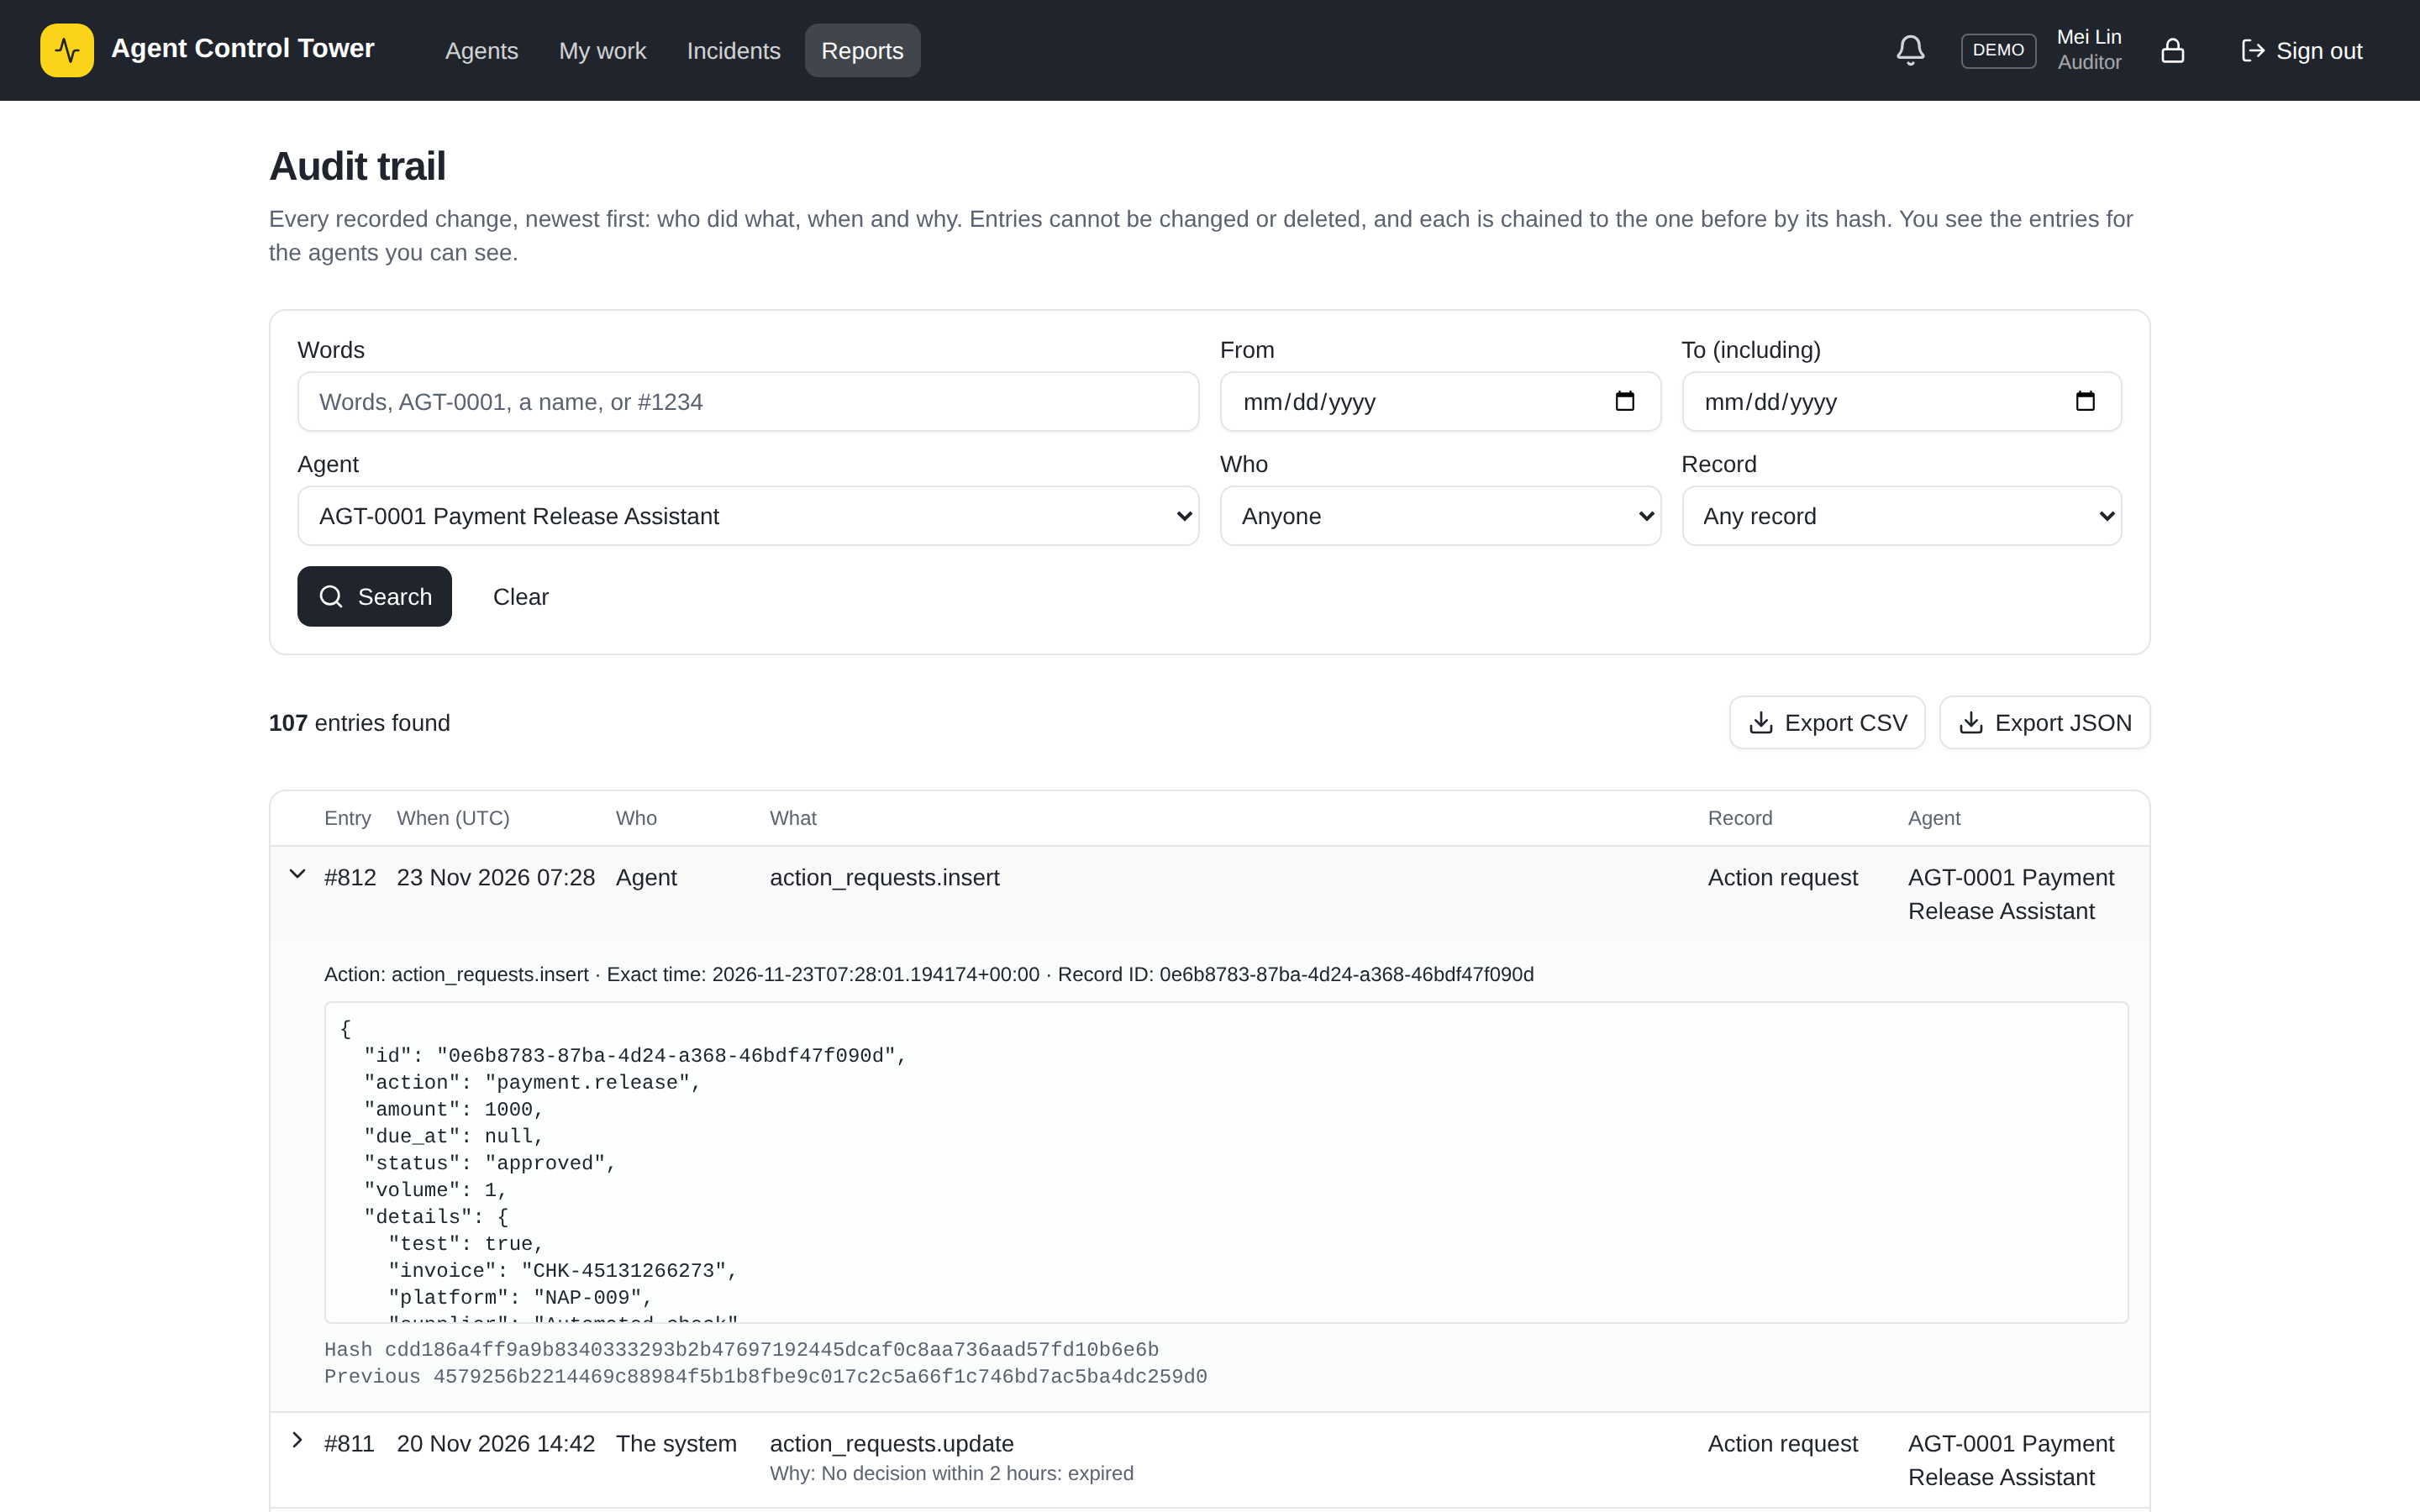 Agent Control Tower
Agents
My work
Incidents
Reports
DEMO
Mei Lin
Auditor
Sign out
Audit trail
Every recorded change, newest first: who did what, when and why. Entries cannot be changed or deleted, and each is chained to the one before by its hash. You see the entries for
the agents you can see.
Words
From
To (including)
Words, AGT-0001, a name, or #1234
mm/dd/yyyy
mm/dd/yyyy
Agent
Who
Record
AGT-0001 Payment Release Assistant
Anyone
Any record
Search
Clear
107 entries found
Export CSV
Export JSON
Entry When (UTC) Who What Record Agent
#812 23 Nov 2026 07:28 Agent action_requests.insert Action request AGT-0001 Payment
Release Assistant
Action: action_requests.insert · Exact time: 2026-11-23T07:28:01.194174+00:00 · Record ID: 0e6b8783-87ba-4d24-a368-46bdf47f090d
{
"id": "0e6b8783-87ba-4d24-a368-46bdf47f090d",
"action": "payment.release",
"amount": 1000,
"due_at": null,
"status": "approved",
"volume": 1,
"details": {
"test": true,
"invoice": "CHK-45131266273",
"platform": "NAP-009",
"supplier": "Automated check"
Hash cdd186a4ff9a9b8340333293b2b47697192445dcaf0c8aa736aad57fd10b6e6b
Previous 4579256b2214469c88984f5b1b8fbe9c017c2c5a66f1c746bd7ac5ba4dc259d0
#811 20 Nov 2026 14:42 The system action_requests.update Action request AGT-0001 Payment
Why: No decision within 2 hours: expired
Release Assistant